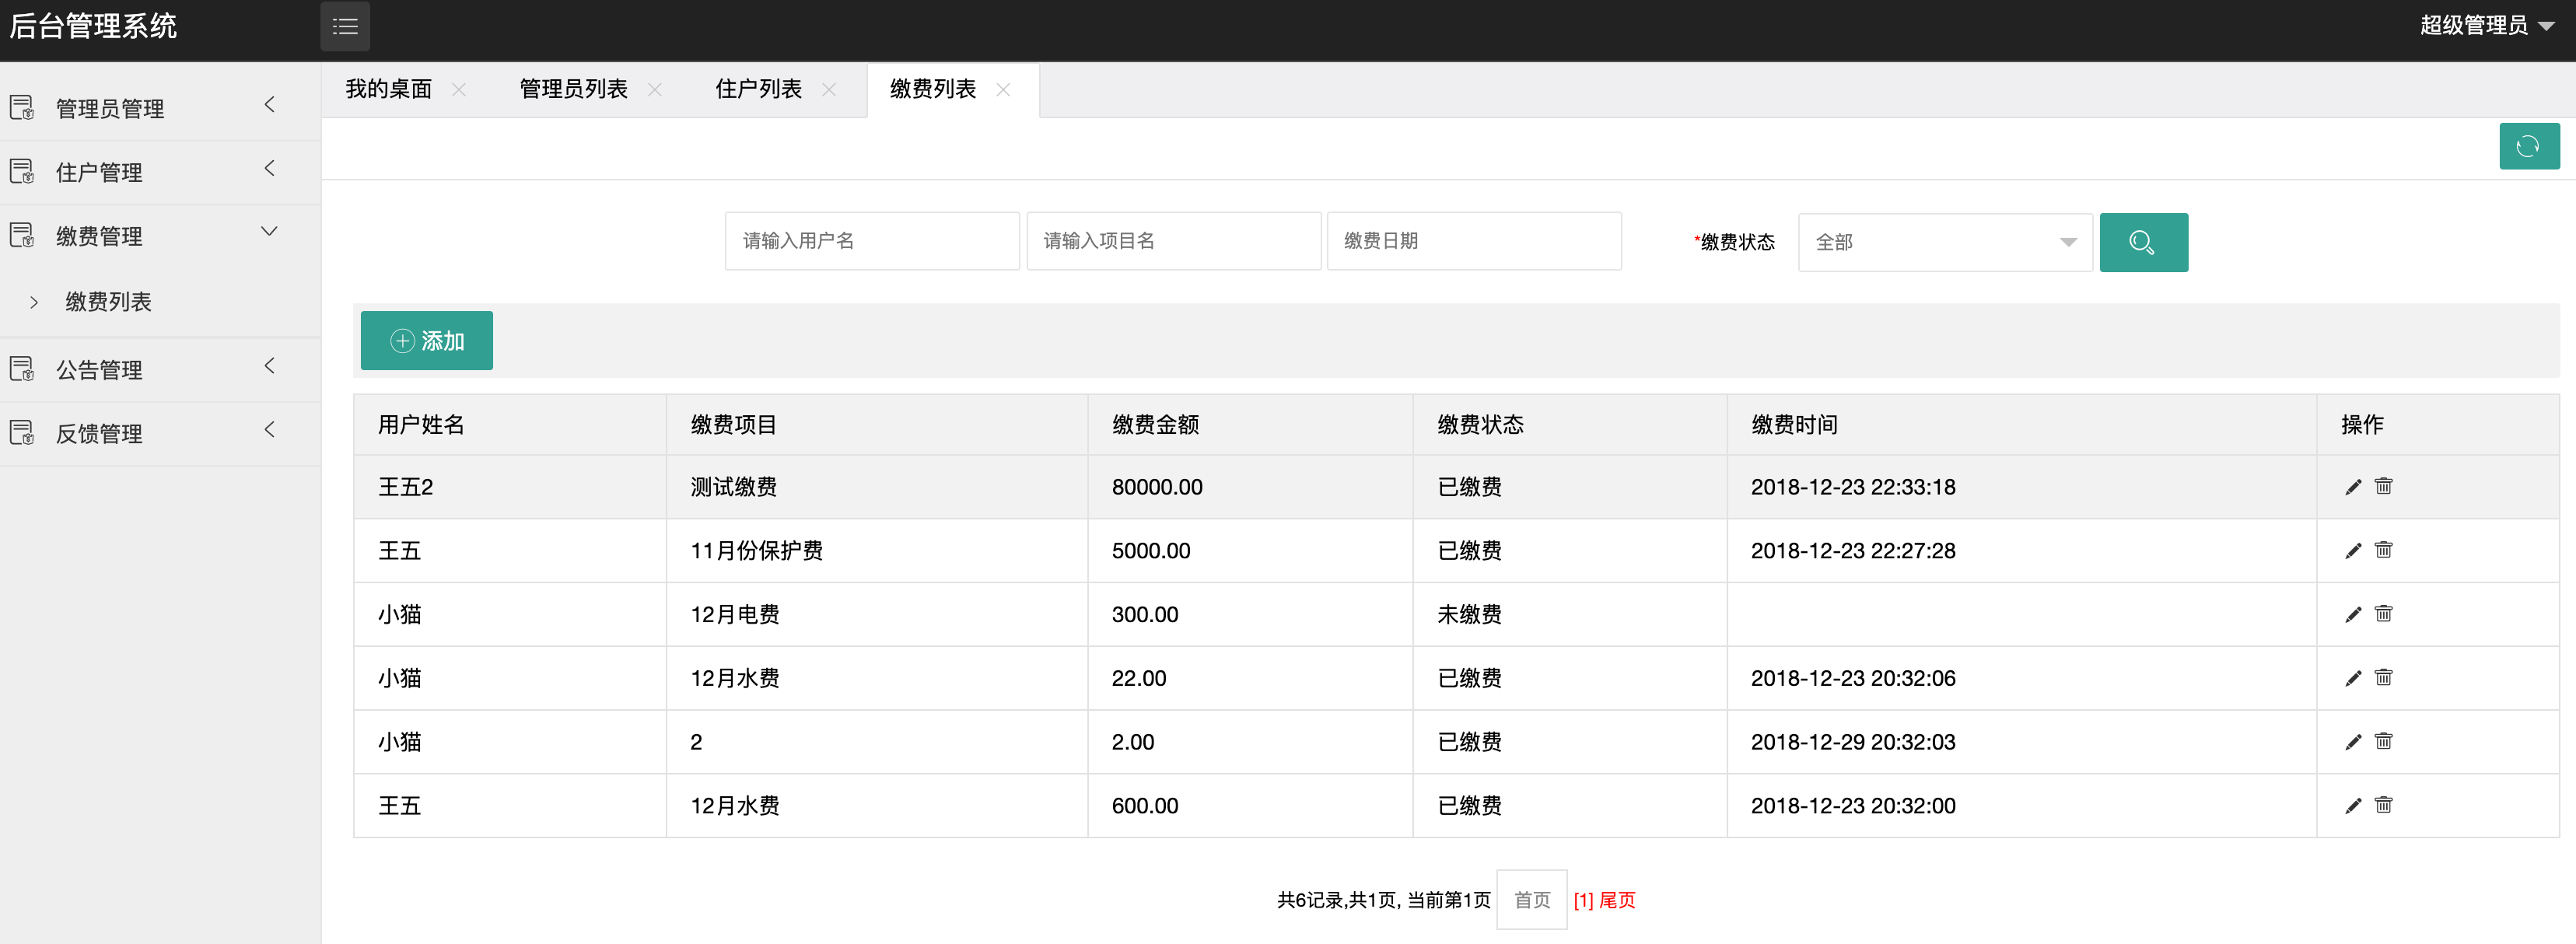 后台管理系统
超级管理员
管理员管理
住户管理
缴费管理
缴费列表
公告管理
反馈管理
我的桌面 管理员列表 住户列表 缴费列表
请输入用户名 请输入项目名 缴费日期 *缴费状态 全部
添加
用户姓名 缴费项目 缴费金额 缴费状态 缴费时间 操作
王五2 测试缴费 80000.00 已缴费 2018-12-23 22:33:18
王五 11月份保护费 5000.00 已缴费 2018-12-23 22:27:28
小猫 12月电费 300.00 未缴费
小猫 12月水费 22.00 已缴费 2018-12-23 20:32:06
小猫 2 2.00 已缴费 2018-12-29 20:32:03
王五 12月水费 600.00 已缴费 2018-12-23 20:32:00
共6记录,共1页, 当前第1页 首页 [1] 尾页